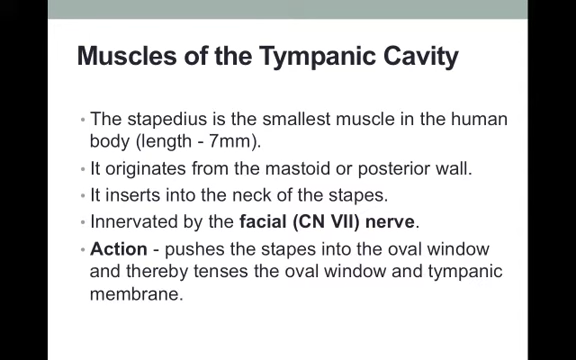 Muscles of the Tympanic Cavity
• The stapedius is the smallest muscle in the human
body (length - 7mm).
• It originates from the mastoid or posterior wall.
• It inserts into the neck of the stapes.
• Innervated by the facial (CN VII) nerve.
• Action - pushes the stapes into the oval window
and thereby tenses the oval window and tympanic
membrane.